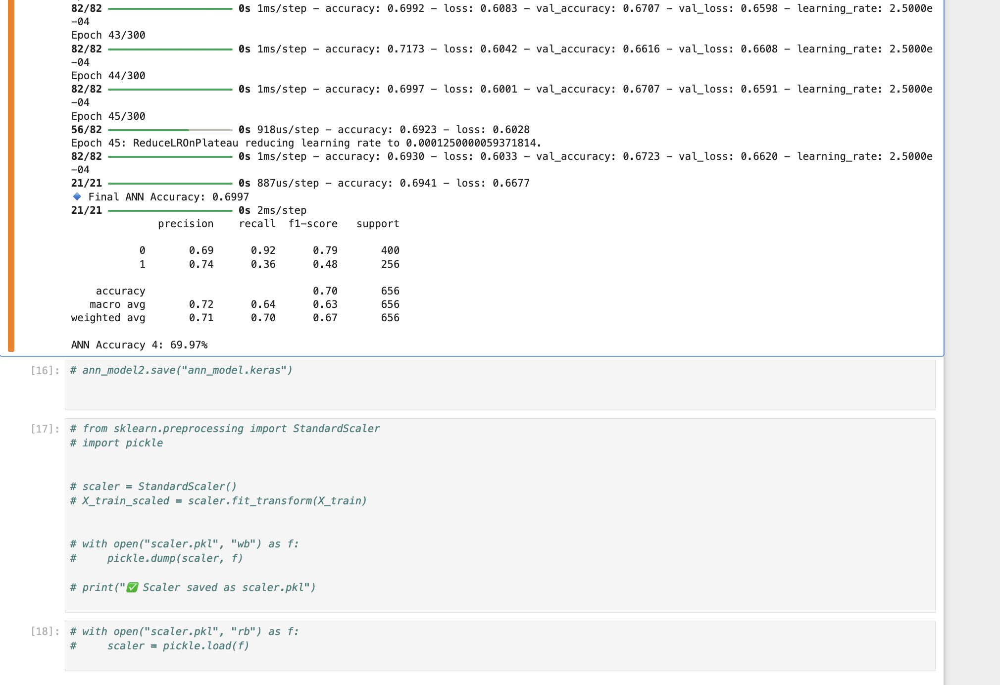 82/82 ━━━━━━━━━━━━━━━━━━━━ 0s 1ms/step - accuracy: 0.6992 - loss: 0.6083 - val_accuracy: 0.6707 - val_loss: 0.6598 - learning_rate: 2.5000e
-04
Epoch 43/300
82/82 ━━━━━━━━━━━━━━━━━━━━ 0s 1ms/step - accuracy: 0.7173 - loss: 0.6042 - val_accuracy: 0.6616 - val_loss: 0.6608 - learning_rate: 2.5000e
-04
Epoch 44/300
82/82 ━━━━━━━━━━━━━━━━━━━━ 0s 1ms/step - accuracy: 0.6997 - loss: 0.6001 - val_accuracy: 0.6707 - val_loss: 0.6591 - learning_rate: 2.5000e
-04
Epoch 45/300
56/82 ━━━━━━━━━━━━━━━━━━━━ 0s 918us/step - accuracy: 0.6923 - loss: 0.6028
Epoch 45: ReduceLROnPlateau reducing learning rate to 0.0001250000059371814.
82/82 ━━━━━━━━━━━━━━━━━━━━ 0s 1ms/step - accuracy: 0.6930 - loss: 0.6033 - val_accuracy: 0.6723 - val_loss: 0.6620 - learning_rate: 2.5000e
-04
21/21 ━━━━━━━━━━━━━━━━━━━━ 0s 887us/step - accuracy: 0.6941 - loss: 0.6677
🔹 Final ANN Accuracy: 0.6997
21/21 ━━━━━━━━━━━━━━━━━━━━ 0s 2ms/step
precision recall f1-score support
0 0.69 0.92 0.79 400
1 0.74 0.36 0.48 256
accuracy 0.70 656
macro avg 0.72 0.64 0.63 656
weighted avg 0.71 0.70 0.67 656
ANN Accuracy 4: 69.97%
[16]: # ann_model2.save("ann_model.keras")
[17]: # from sklearn.preprocessing import StandardScaler
# import pickle
# scaler = StandardScaler()
# X_train_scaled = scaler.fit_transform(X_train)
# with open("scaler.pkl", "wb") as f:
#     pickle.dump(scaler, f)
# print("✅ Scaler saved as scaler.pkl")
[18]: # with open("scaler.pkl", "rb") as f:
#     scaler = pickle.load(f)